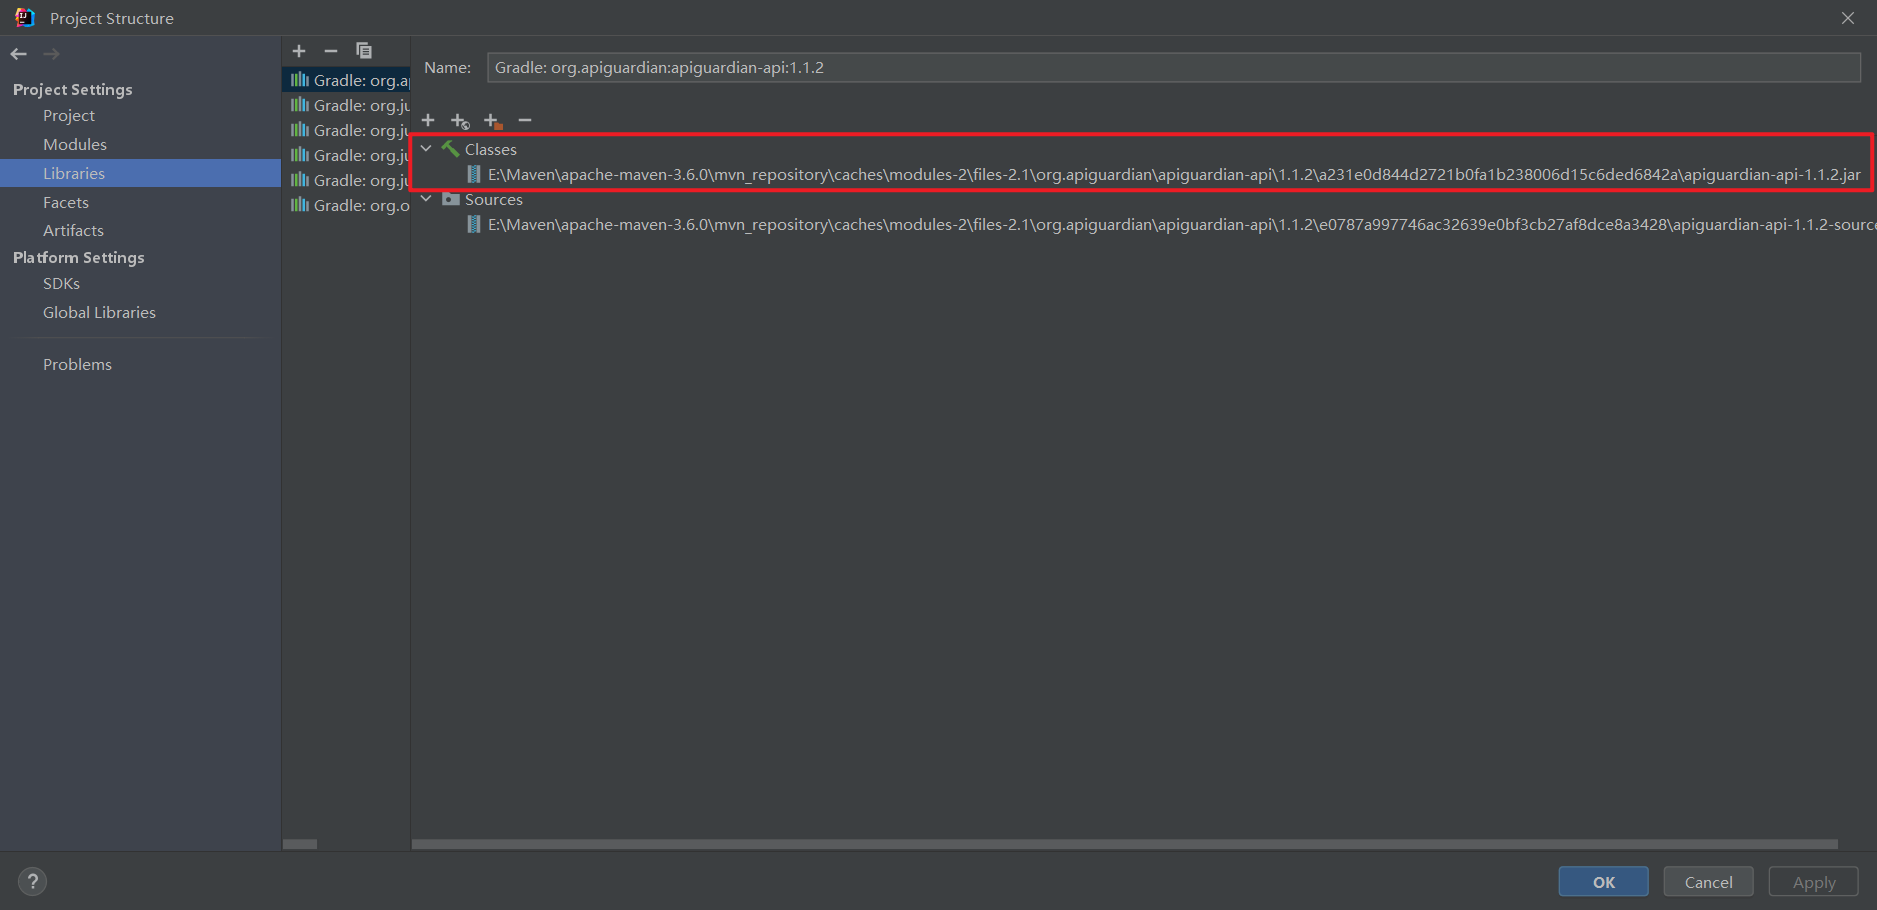 Project Structure
Project Settings
Project
Modules
Libraries
Facets
Artifacts
Platform Settings
SDKs
Global Libraries
Problems
Gradle: org.ap
Gradle: org.ju
Gradle: org.ju
Gradle: org.ju
Gradle: org.ju
Gradle: org.o
Name: Gradle: org.apiguardian:apiguardian-api:1.1.2
Classes
E:\Maven\apache-maven-3.6.0\mvn_repository\caches\modules-2\files-2.1\org.apiguardian\apiguardian-api\1.1.2\a231e0d844d2721b0fa1b238006d15c6ded6842a\apiguardian-api-1.1.2.jar
Sources
E:\Maven\apache-maven-3.6.0\mvn_repository\caches\modules-2\files-2.1\org.apiguardian\apiguardian-api\1.1.2\e0787a997746ac32639e0bf3cb27af8dce8a3428\apiguardian-api-1.1.2-source
?
OK
Cancel
Apply